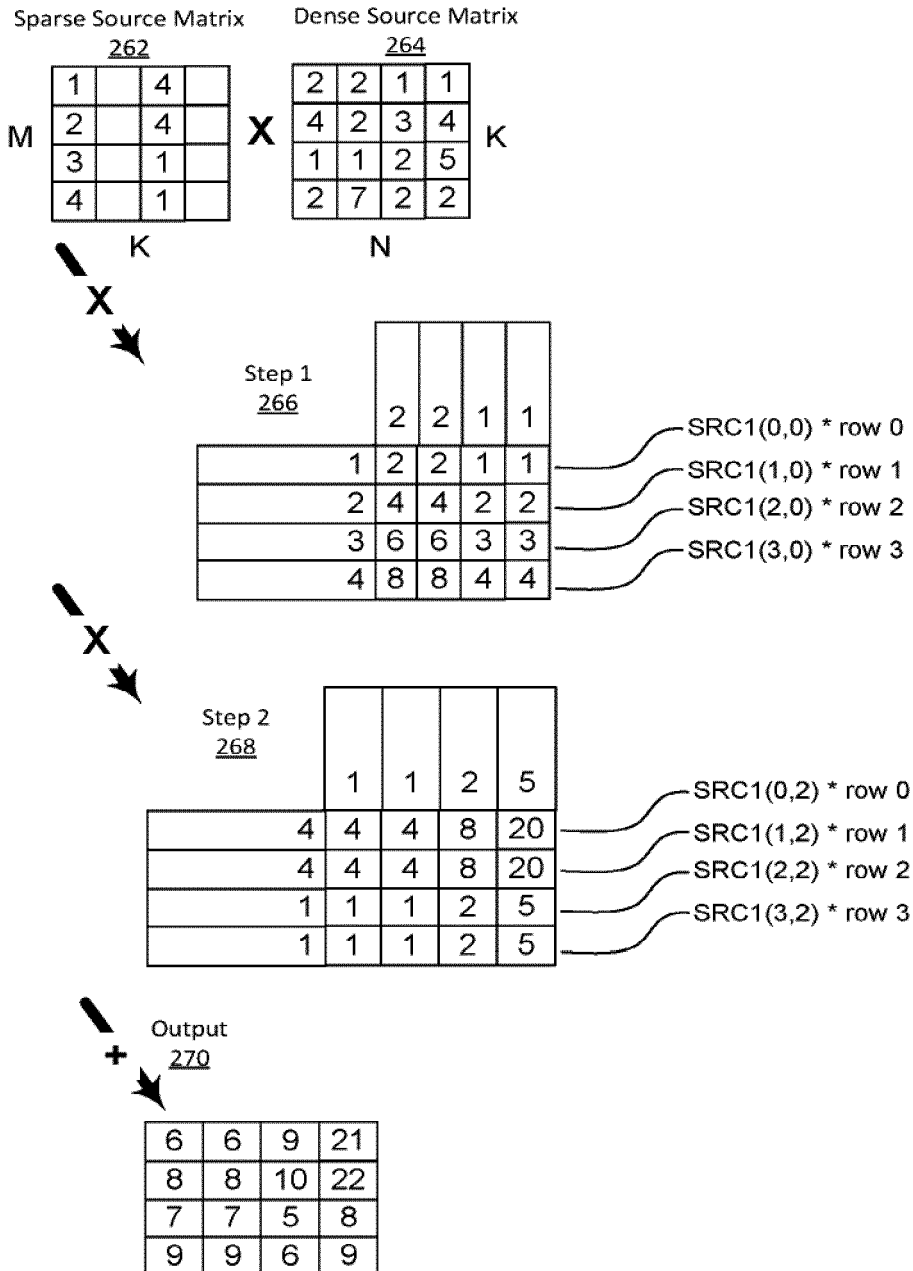 Sparse Source Matrix
262
Dense Source Matrix
264
M
1 4
2 4
3 1
4 1
K
X
2 2 1 1
4 2 3 4
1 1 2 5
2 7 2 2
K
N
X
Step 1
266
2 2 1 1
1 2 2 1 1
2 4 4 2 2
3 6 6 3 3
4 8 8 4 4
SRC1(0,0) * row 0
SRC1(1,0) * row 1
SRC1(2,0) * row 2
SRC1(3,0) * row 3
X
Step 2
268
1 1 2 5
4 4 4 8 20
4 4 4 8 20
1 1 1 2 5
1 1 1 2 5
SRC1(0,2) * row 0
SRC1(1,2) * row 1
SRC1(2,2) * row 2
SRC1(3,2) * row 3
+
Output
270
6 6 9 21
8 8 10 22
7 7 5 8
9 9 6 9